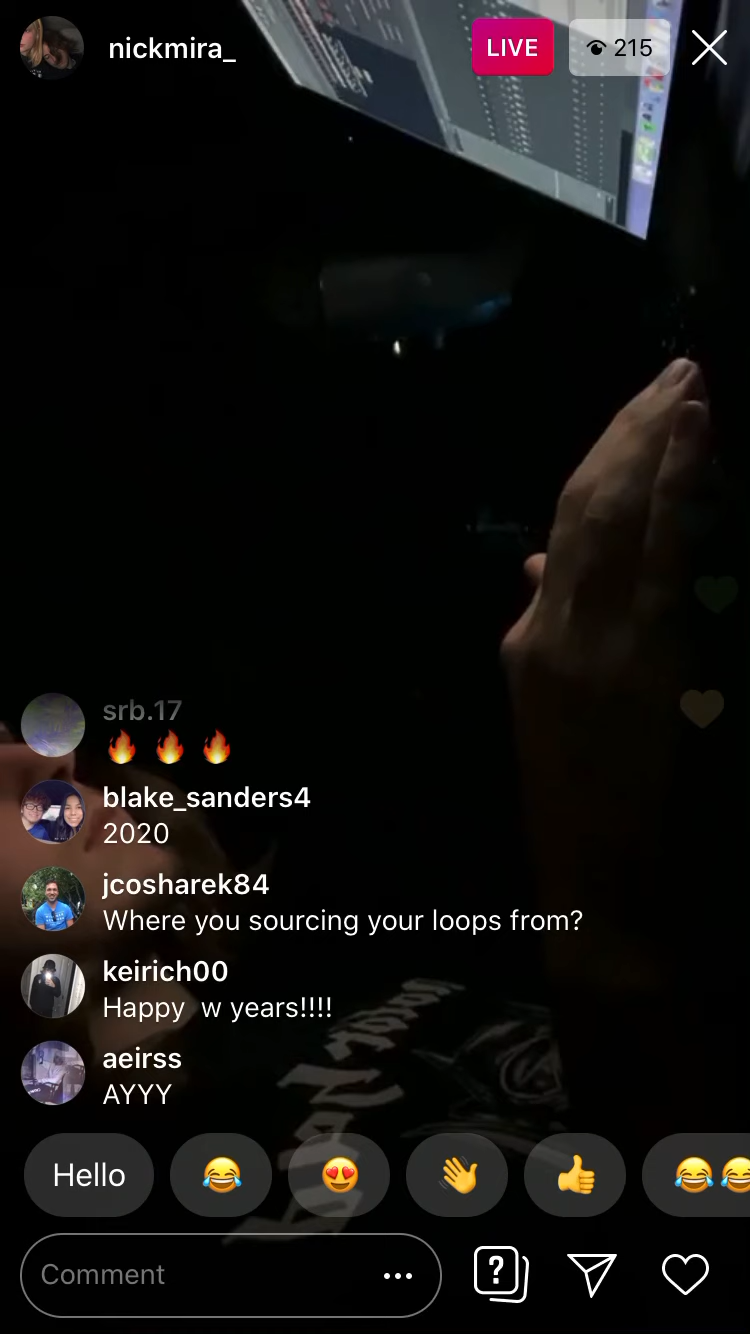 nickmira_
LIVE
215
srb.17
🔥 🔥 🔥
blake_sanders4
2020
jcosharek84
Where you sourcing your loops from?
keirich00
Happy w years!!!!
aeirss
AYYY
Hello
Comment